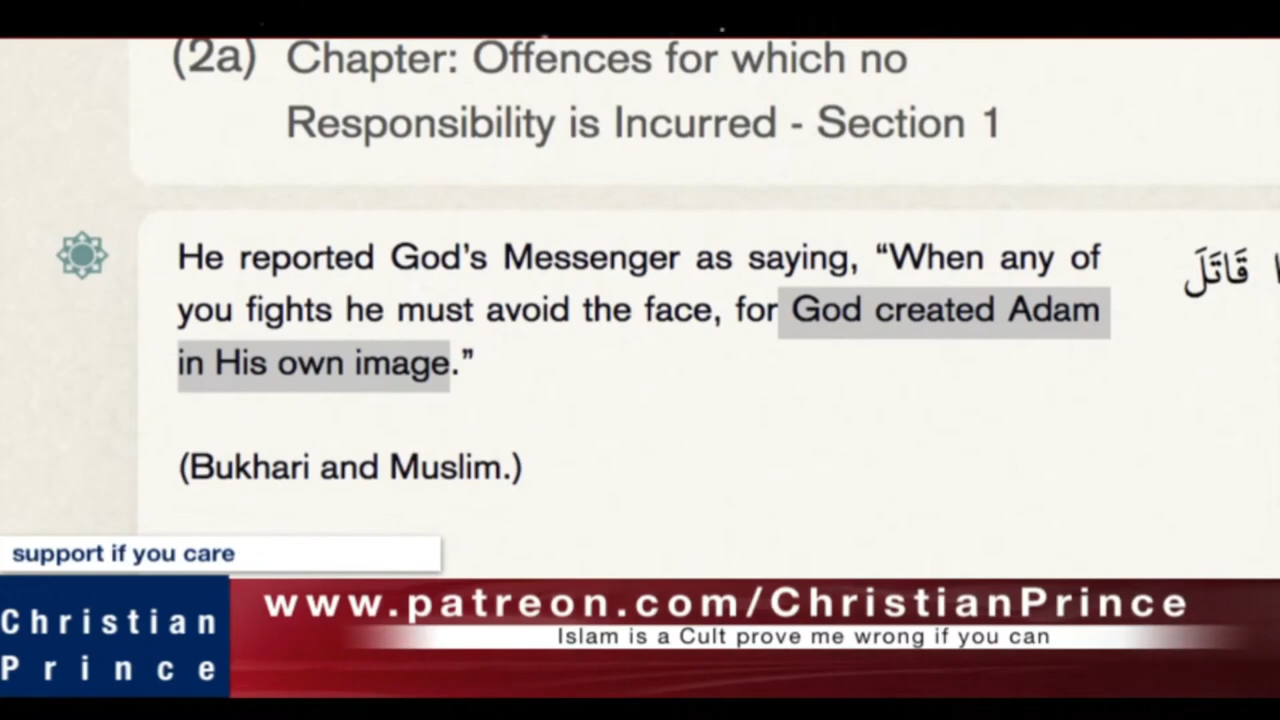 (2a) Chapter: Offences for which no
Responsibility is Incurred - Section 1
He reported God's Messenger as saying, “When any of
you fights he must avoid the face, for God created Adam
in His own image.”
قَاتَلَ
(Bukhari and Muslim.)
support if you care
Christian
Prince
www.patreon.com/ChristianPrince
Islam is a Cult prove me wrong if you can